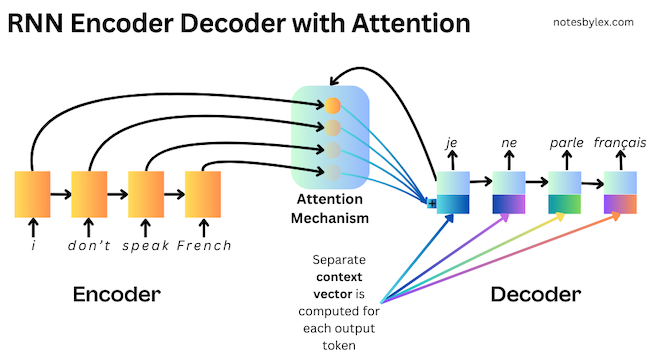 RNN Encoder Decoder with Attention
notesbylex.com
je ne parle français
Attention
Mechanism
i don't speak French
Separate
context
vector is
computed for
each output
token
Encoder
Decoder